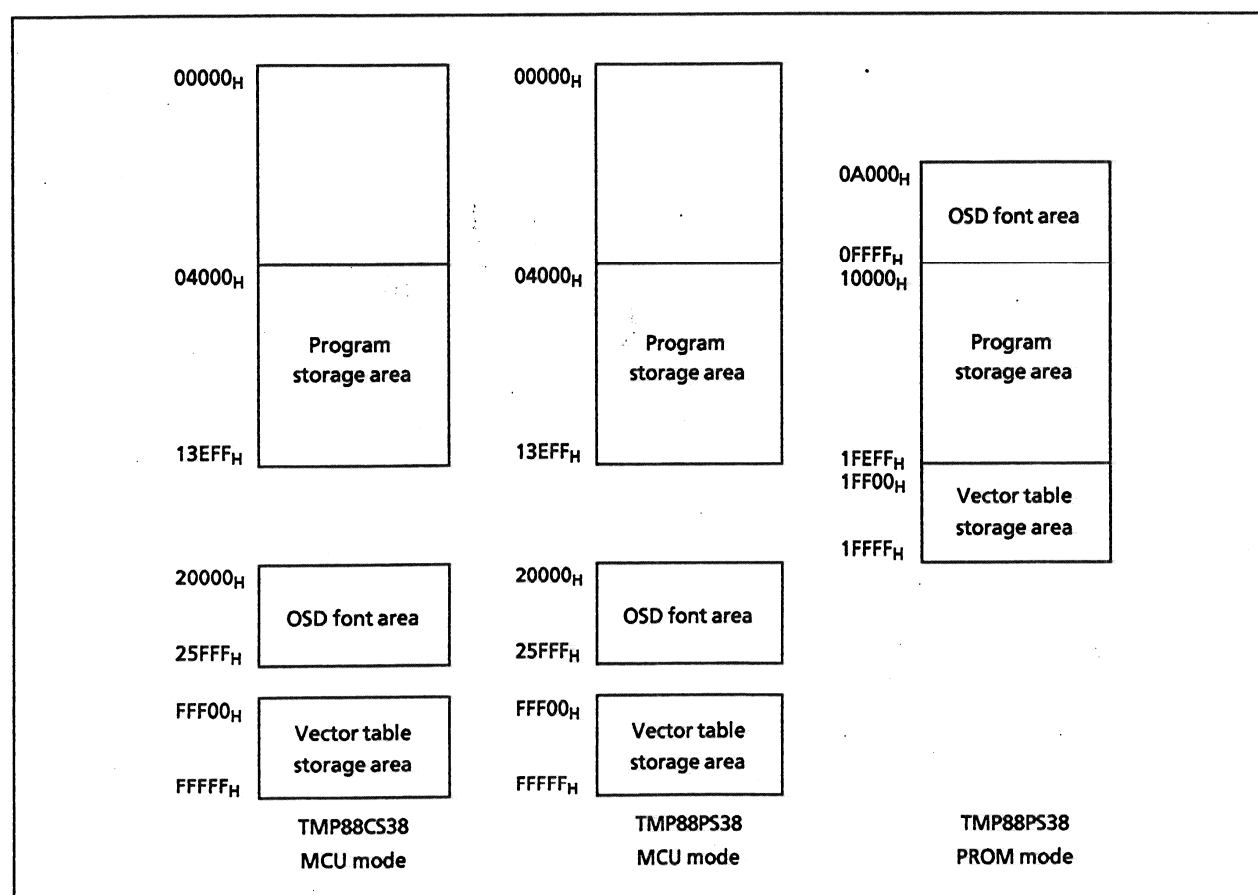 00000H
04000H
Program
storage area
13EFFH
20000H
OSD font area
25FFFH
FFF00H
Vector table
storage area
FFFFFH
TMP88CS38
MCU mode
00000H
04000H
Program
storage area
13EFFH
20000H
OSD font area
25FFFH
FFF00H
Vector table
storage area
FFFFFH
TMP88PS38
MCU mode
0A000H
OSD font area
0FFFFH
10000H
Program
storage area
1FEFFH
1FF00H
Vector table
storage area
1FFFFH
TMP88PS38
PROM mode